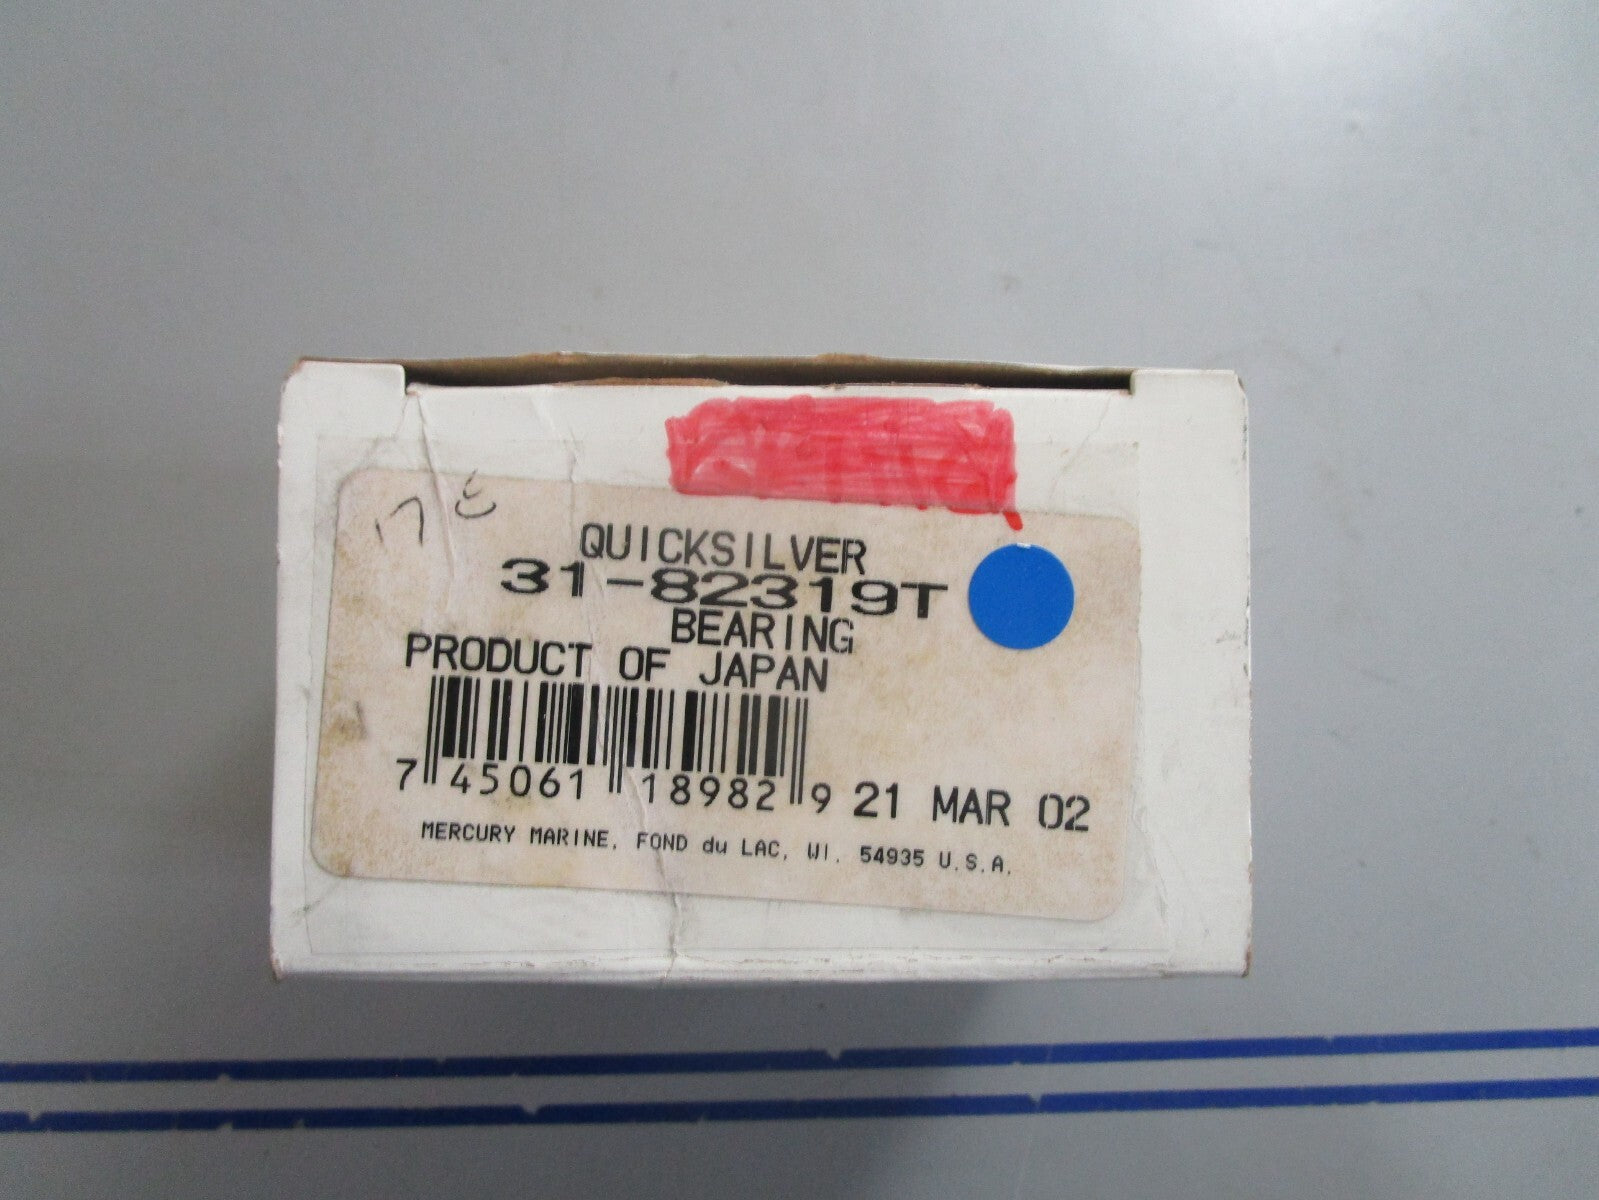 17
QUICKSILVER
31-82319T
BEARING
PRODUCT OF JAPAN
7 45061 18982 9 21 MAR 02
MERCURY MARINE, FOND du LAC, WI. 54935 U.S.A.